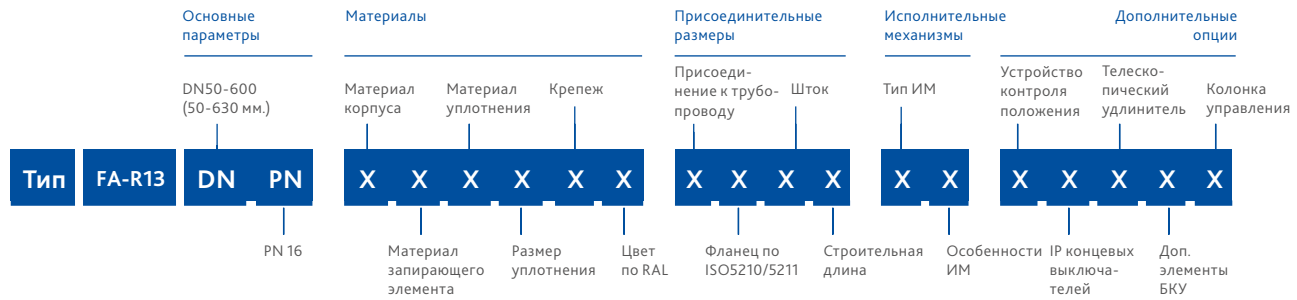 Основные
параметры
Материалы
Присоединительные
размеры
Исполнительные
механизмы
Дополнительные
опции
DN50-600
(50-630 мм.)
Материал
корпуса
Материал
уплотнения
Крепеж
Присоеди-
нение к трубо-
проводу
Шток
Тип ИМ
Устройство
контроля
положения
Телеско-
пический
удлинитель
Колонка
управления
Тип FA-R13 DN PN X X X X X X X X X X X X X X X X X
PN 16
Материал
запирающего
элемента
Размер
уплотнения
Цвет
по RAL
Фланец по
ISO5210/5211
Строительная
длина
Особенности
ИМ
IP концевых
выключа-
телей
Доп.
элементы
БКУ